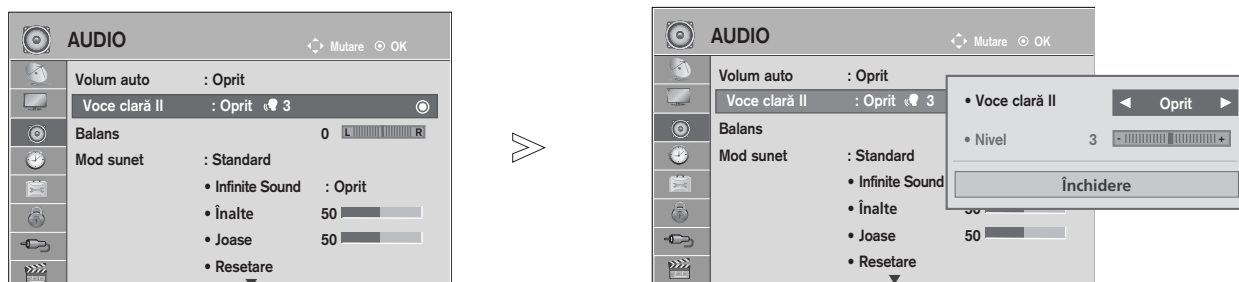 AUDIO
Mutare OK
Volum auto : Oprit
Voce clară II : Oprit 3
Balans 0 L R
Mod sunet : Standard
• Infinite Sound : Oprit
• Înalte 50
• Joase 50
• Resetare
AUDIO
Mutare OK
Volum auto : Oprit
Voce clară II : Oprit 3
Balans
Mod sunet : Standard
• Infinite Sound
• Înalte 50
• Joase 50
• Resetare
• Voce clară II ◄ Oprit ►
• Nivel 3 - +
Închidere